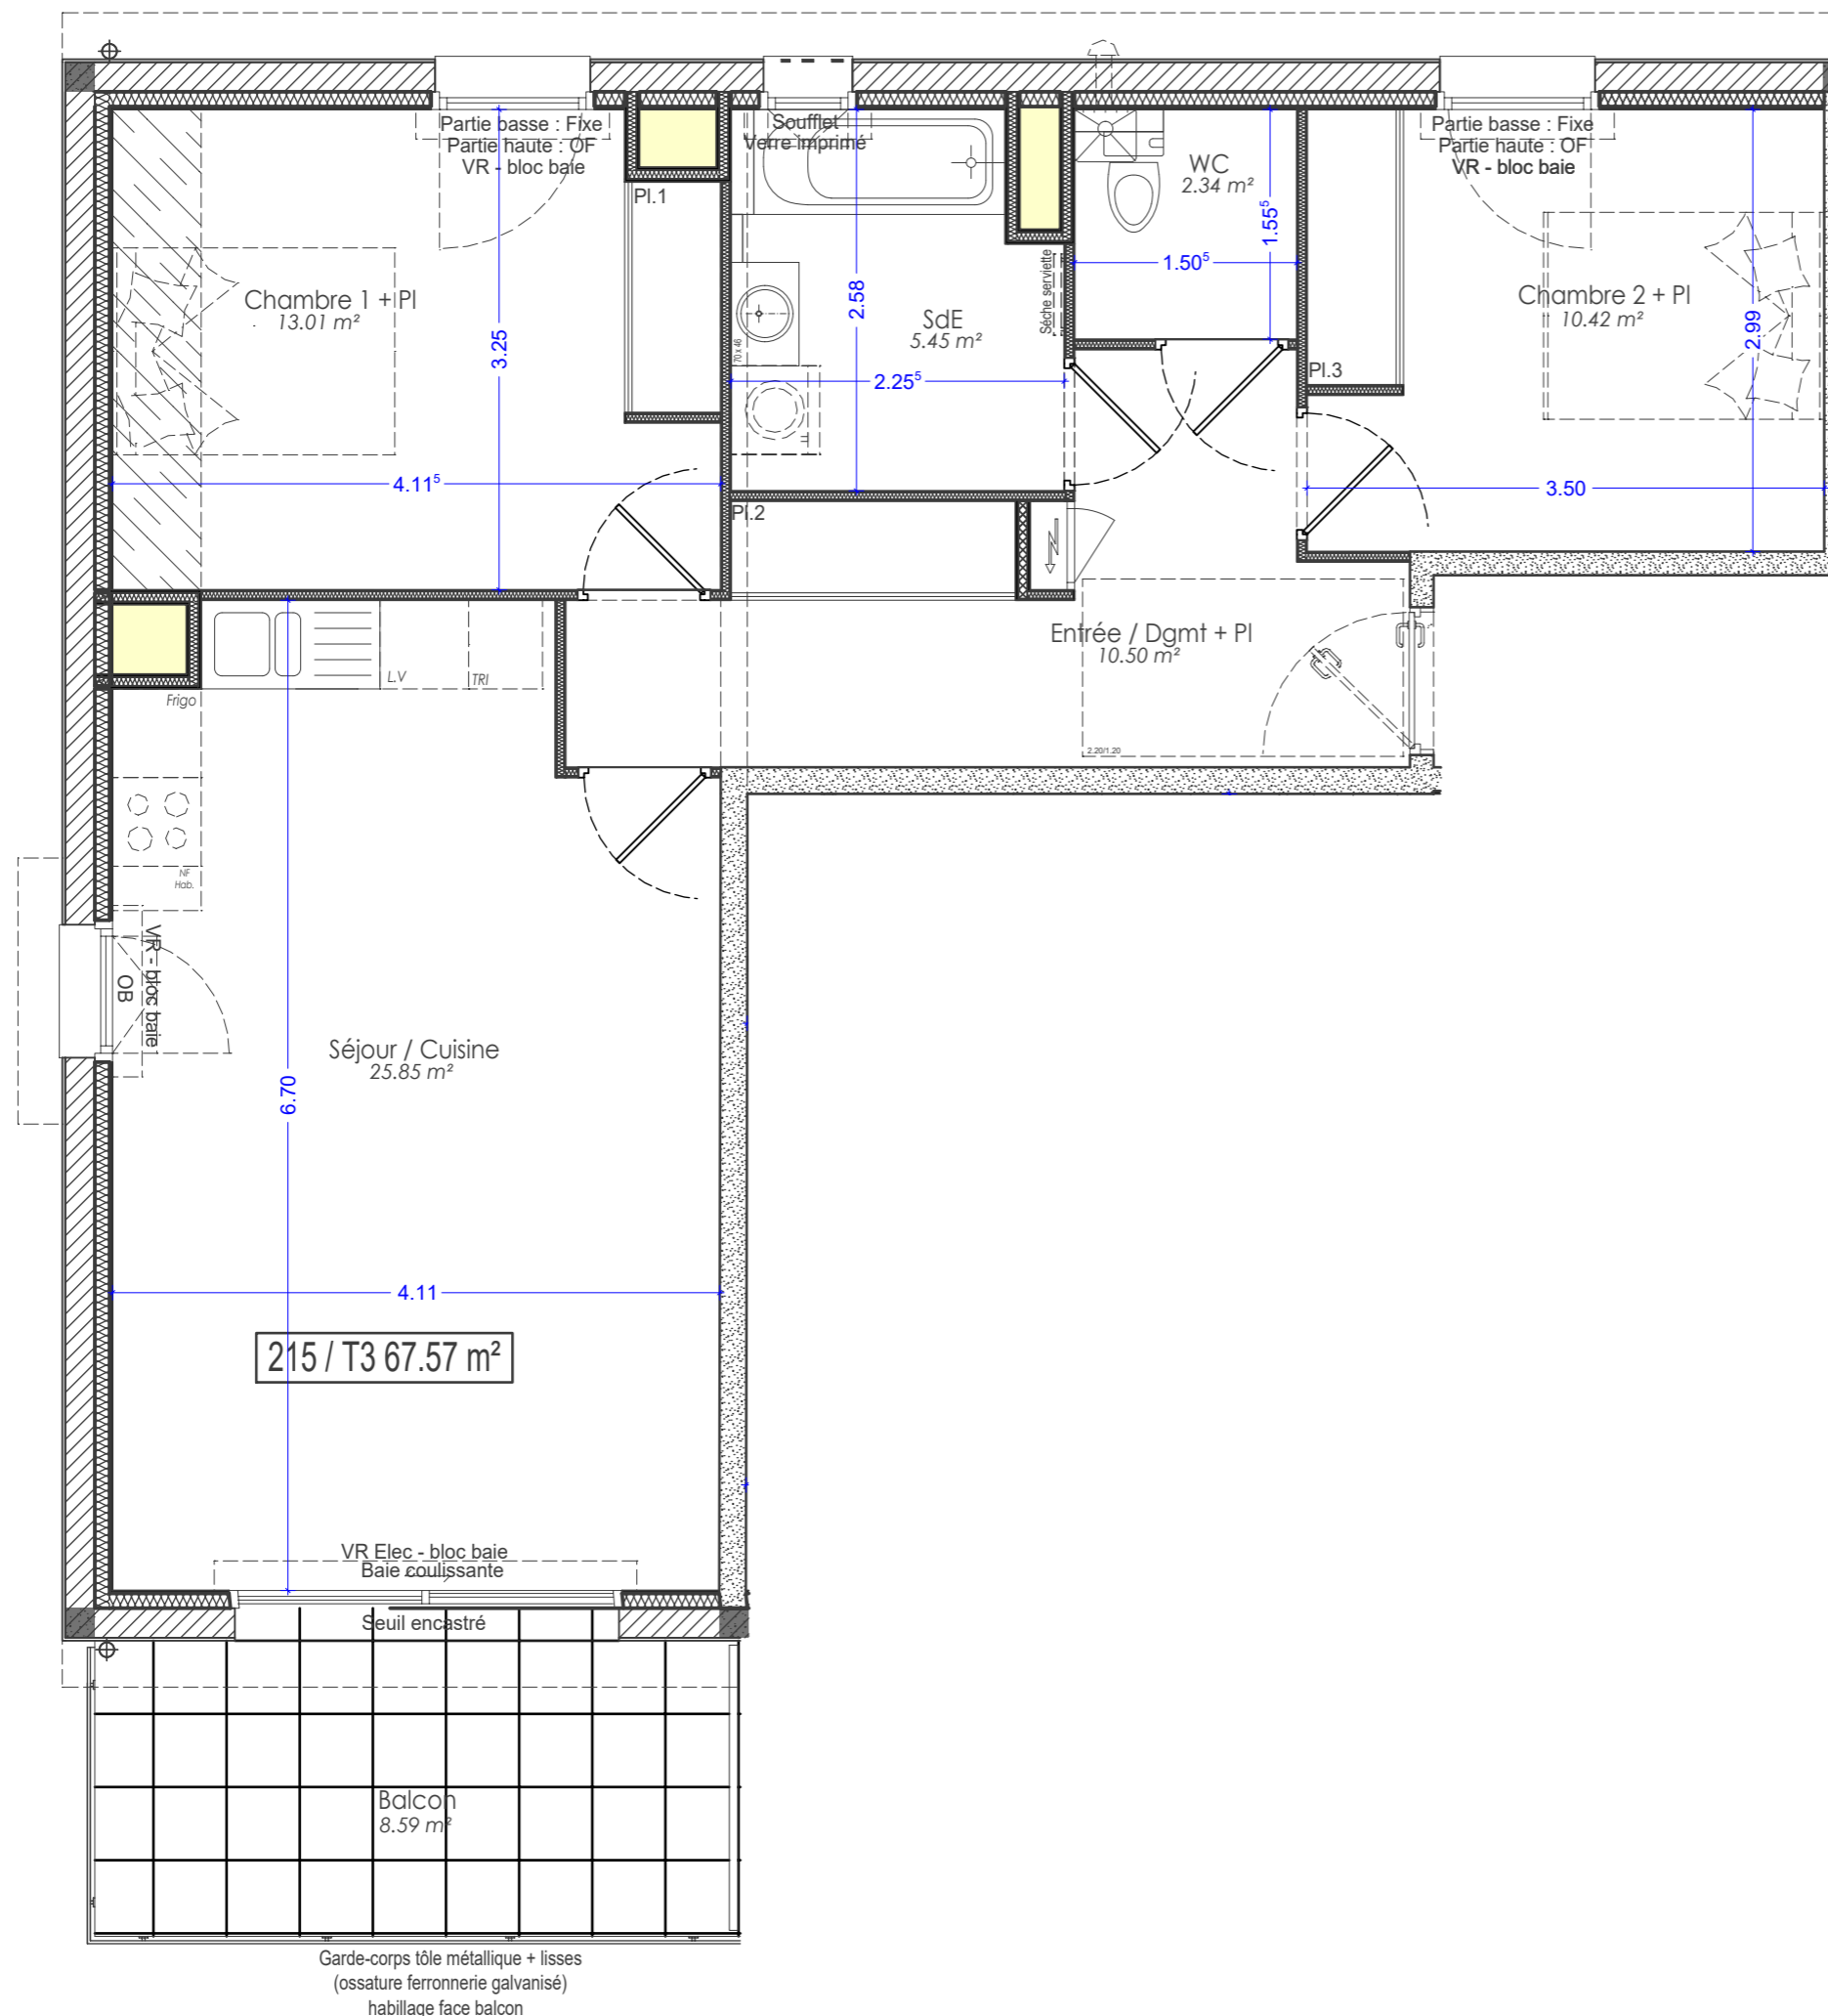 Partie basse : Fixe
Partie haute : OF
VR - bloc baie
Soufflet
Verre imprimé
Partie basse : Fixe
Partie haute : OF
VR - bloc baie
WC
2.34 m²
Pl.1
1.55⁵
1.50⁵
Sèche serviette
Chambre 1 + Pl
13.01 m²
3.25
2.58
SdE
5.45 m²
Chambre 2 + Pl
10.42 m²
2.99
70 x 46
2.25⁵
Pl.3
4.11⁵
3.50
Pl.2
Entrée / Dgmt + Pl
10.50 m²
L.V
TRI
Frigo
2.20/1.20
NF
Hab.
VR - bloc baie
OB
Séjour / Cuisine
25.85 m²
6.70
4.11
215 / T3 67.57 m²
VR Elec - bloc baie
Baie coulissante
Seuil encastré
Balcon
8.59 m²
Garde-corps tôle métallique + lisses
(ossature ferronnerie galvanisé)
habillage face balcon